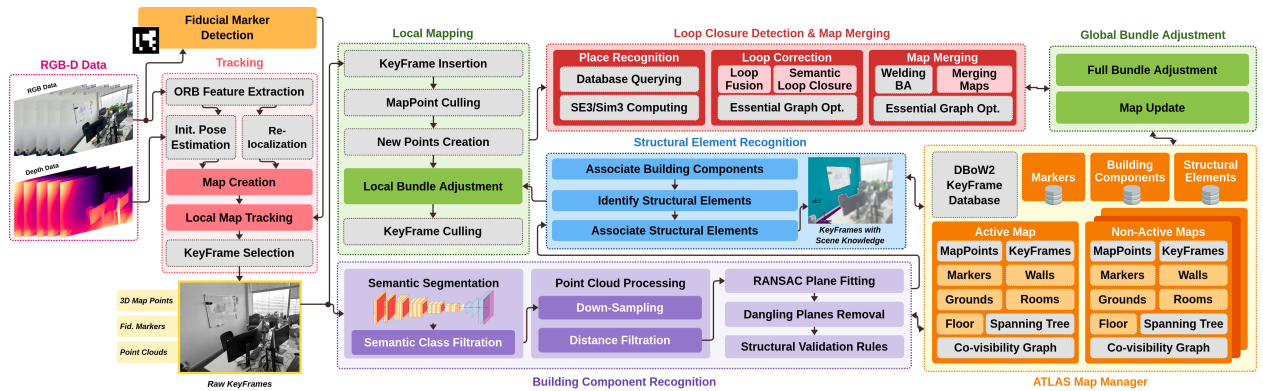 Fiducial Marker
Detection
RGB-D Data
RGB Data
Depth Data
Tracking
ORB Feature Extraction
Init. Pose
Estimation
Re-
localization
Map Creation
Local Map Tracking
KeyFrame Selection
3D Map Points
Fid. Markers
Point Clouds
Raw KeyFrames
Local Mapping
KeyFrame Insertion
MapPoint Culling
New Points Creation
Local Bundle Adjustment
KeyFrame Culling
Loop Closure Detection & Map Merging
Place Recognition
Database Querying
SE3/Sim3 Computing
Loop Correction
Loop
Fusion
Semantic
Loop Closure
Essential Graph Opt.
Map Merging
Welding
BA
Merging
Maps
Essential Graph Opt.
Global Bundle Adjustment
Full Bundle Adjustment
Map Update
Structural Element Recognition
Associate Building Components
Identify Structural Elements
Associate Structural Elements
KeyFrames with
Scene Knowledge
Semantic Segmentation
Semantic Class Filtration
Point Cloud Processing
Down-Sampling
Distance Filtration
RANSAC Plane Fitting
Dangling Planes Removal
Structural Validation Rules
Building Component Recognition
DBoW2
KeyFrame
Database
Markers
Building
Components
Structural
Elements
Active Map
MapPoints
KeyFrames
Markers
Walls
Grounds
Rooms
Floor
Spanning Tree
Co-visibility Graph
Non-Active Maps
MapPoints
KeyFrames
Markers
Walls
Grounds
Rooms
Floor
Spanning Tree
Co-visibility Graph
ATLAS Map Manager